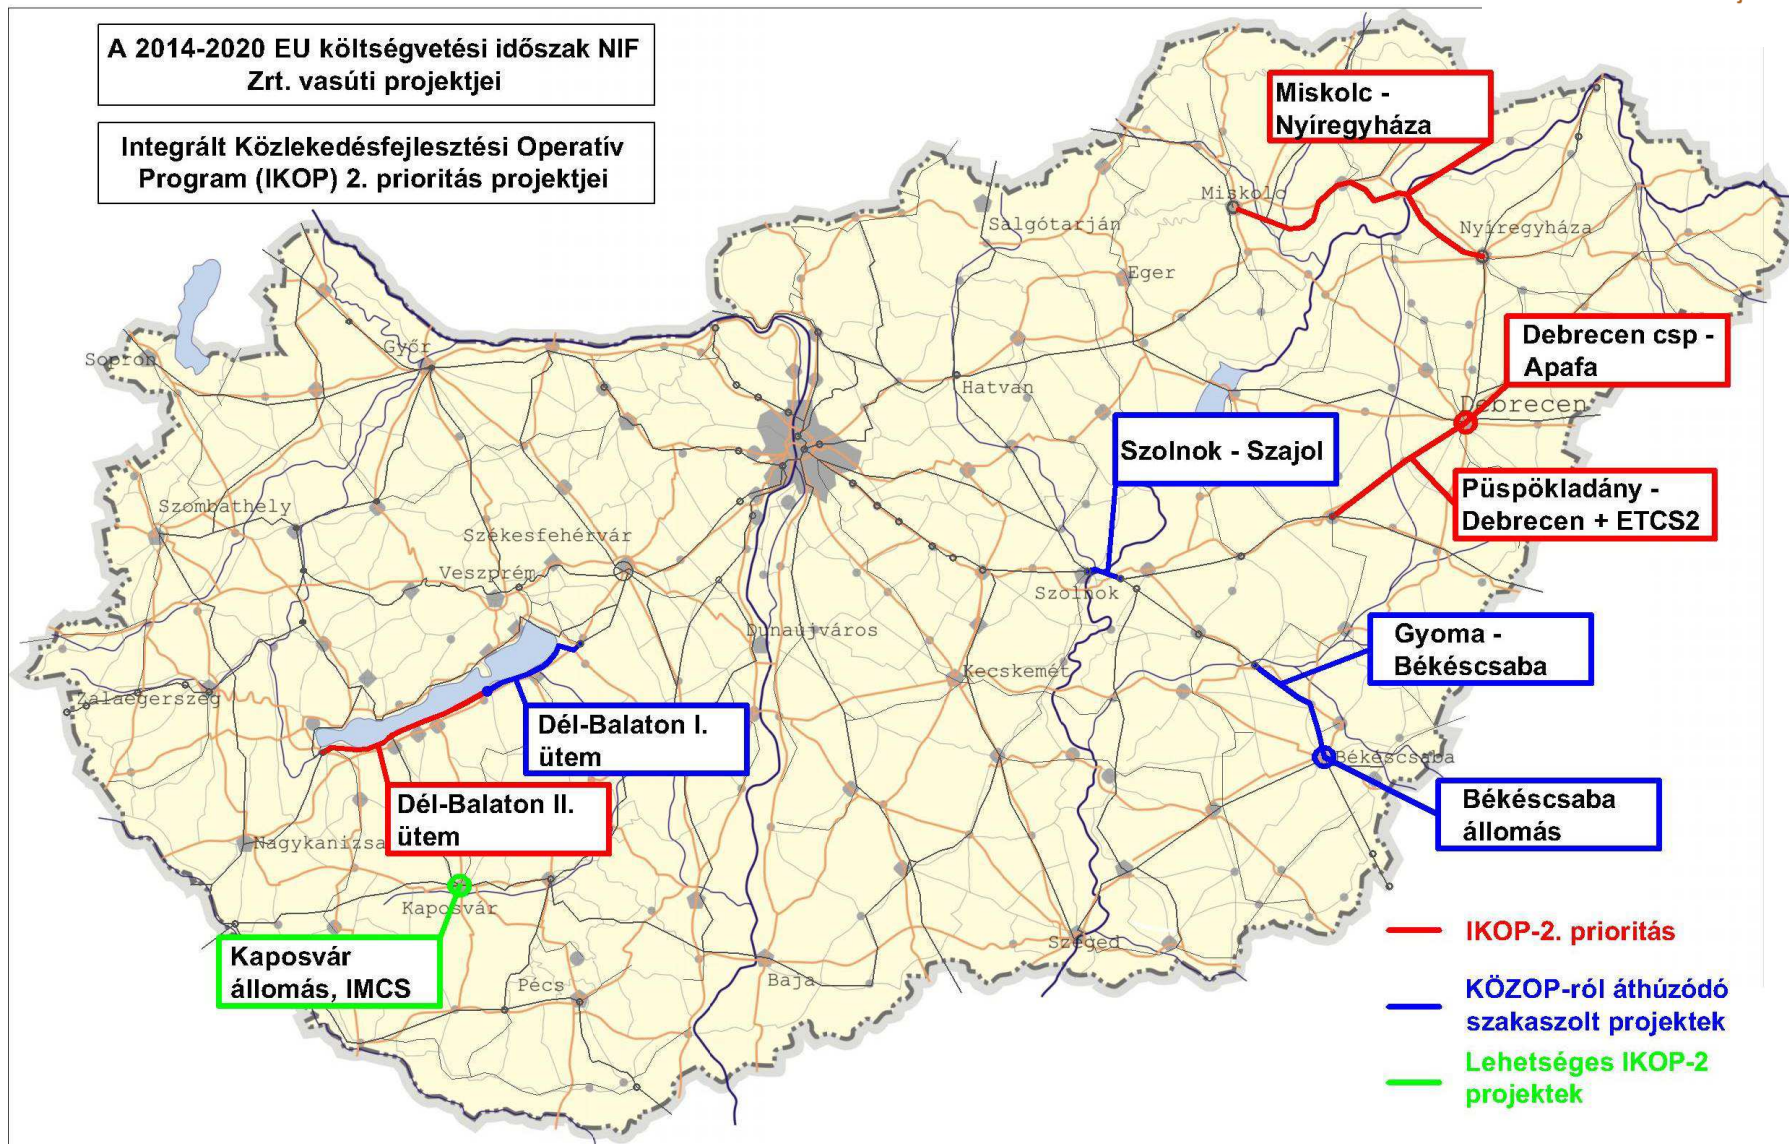 A 2014-2020 EU költségvetési időszak NIF
Zrt. vasúti projektjei
Integrált Közlekedésfejlesztési Operatív
Program (IKOP) 2. prioritás projektjei
Miskolc -
Nyíregyháza
Miskolc
Salgótarján
Nyíregyháza
Eger
Debrecen csp -
Apafa
Sopron
Győr
Hatvan
Debrecen
Szolnok - Szajol
Püspökladány -
Debrecen + ETCS2
Szombathely
Székesfehérvár
Veszprém
Szolnok
Dunaújváros
Gyoma -
Békéscsaba
Kecskemét
Zalaegerszeg
Dél-Balaton I.
ütem
Békéscsaba
Dél-Balaton II.
ütem
Békéscsaba
állomás
Nagykanizsa
Kaposvár
Kaposvár
állomás, IMCS
Szeged
Baja
Pécs
IKOP-2. prioritás
KÖZOP-ról áthúzódó
szakaszolt projektek
Lehetséges IKOP-2
projektek